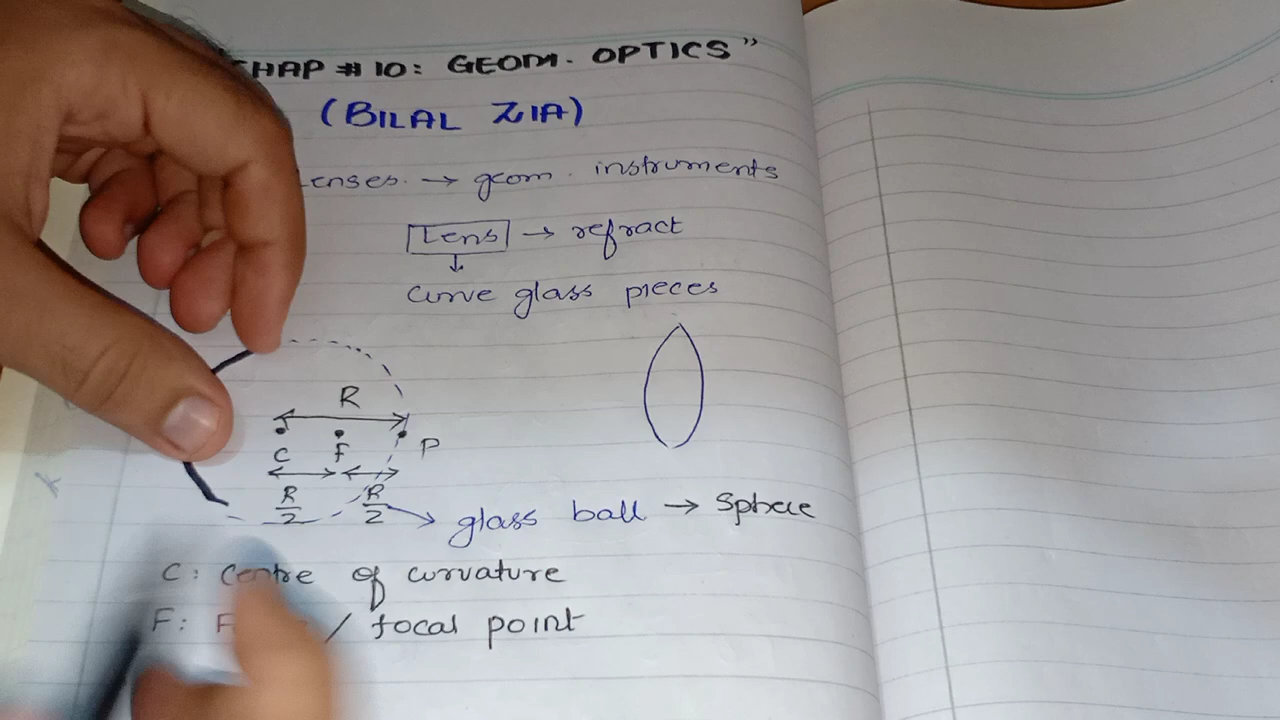 CHAP # 10: GEOM. OPTICS"
(BILAL ZIA)
Lenses. → geom. instruments
Lens → refract
↓
Curve glass pieces
R
C F P
R/2 R/2
glass ball → Sphere
C: Centre of curvature
F: / focal point